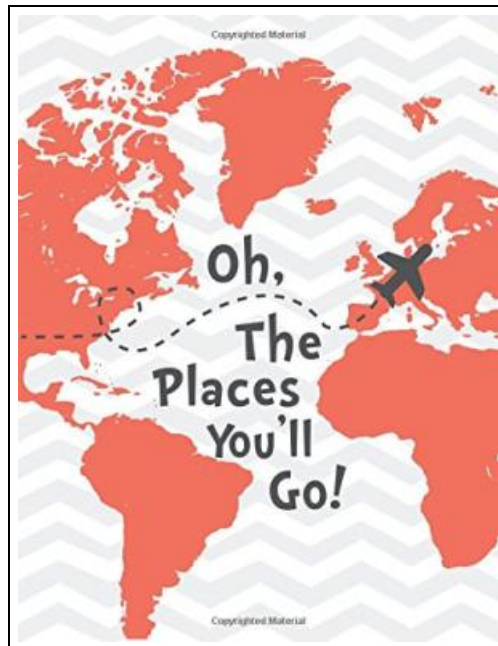 Copyrighted Material
Oh,
The
Places
You'll
Go!
Copyrighted Material